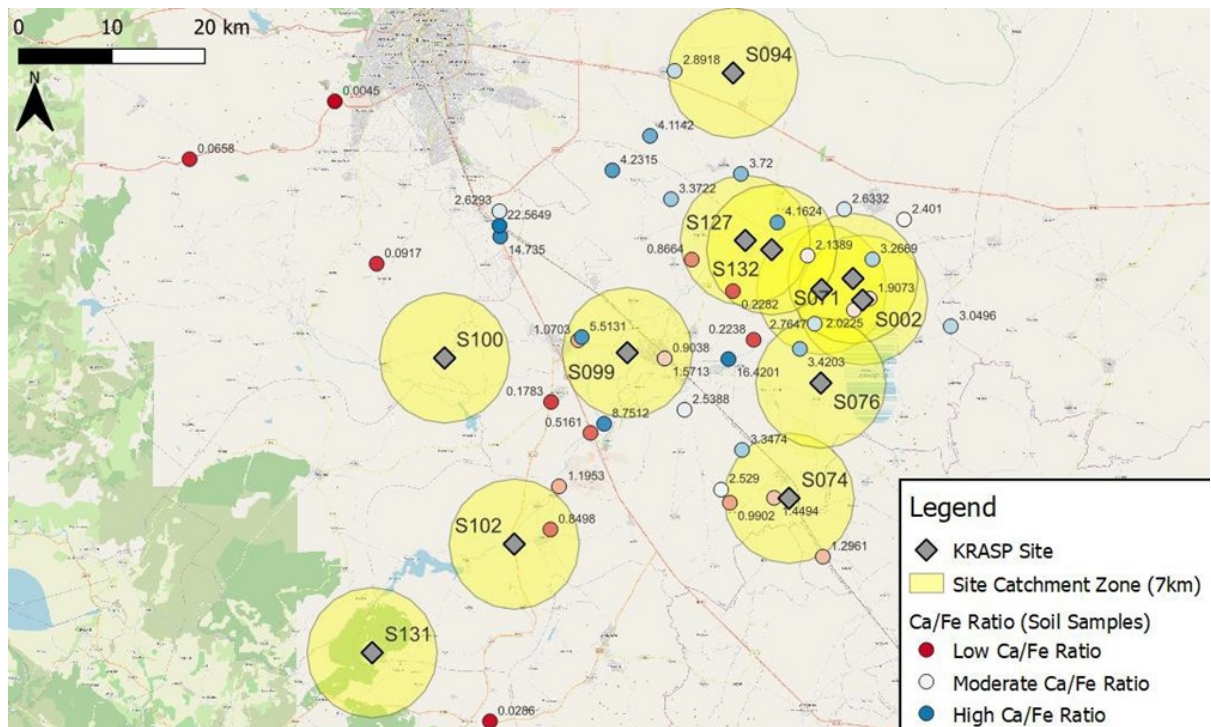 0 10 20 km
N
S094
2.8918
0.0045
4.1142
0.0658
4.2315
3.72
3.3722
2.6293
22.5649
14.735
S127
4.1624
2.6332
2.401
0.8664
S132
2.1389
3.2669
0.0917
0.2282
S071
1.9073
S002
2.7647
2.0225
3.0496
S100
1.0703
5.5131
0.2238
0.9038
S099
1.5713
16.4201
3.4203
S076
0.1783
8.7512
2.5388
0.5161
3.3474
S074
1.1953
2.529
0.9902
1.4494
S102
0.8498
1.2961
S131
0.0286
Legend
KRASP Site
Site Catchment Zone (7km)
Ca/Fe Ratio (Soil Samples)
Low Ca/Fe Ratio
Moderate Ca/Fe Ratio
High Ca/Fe Ratio